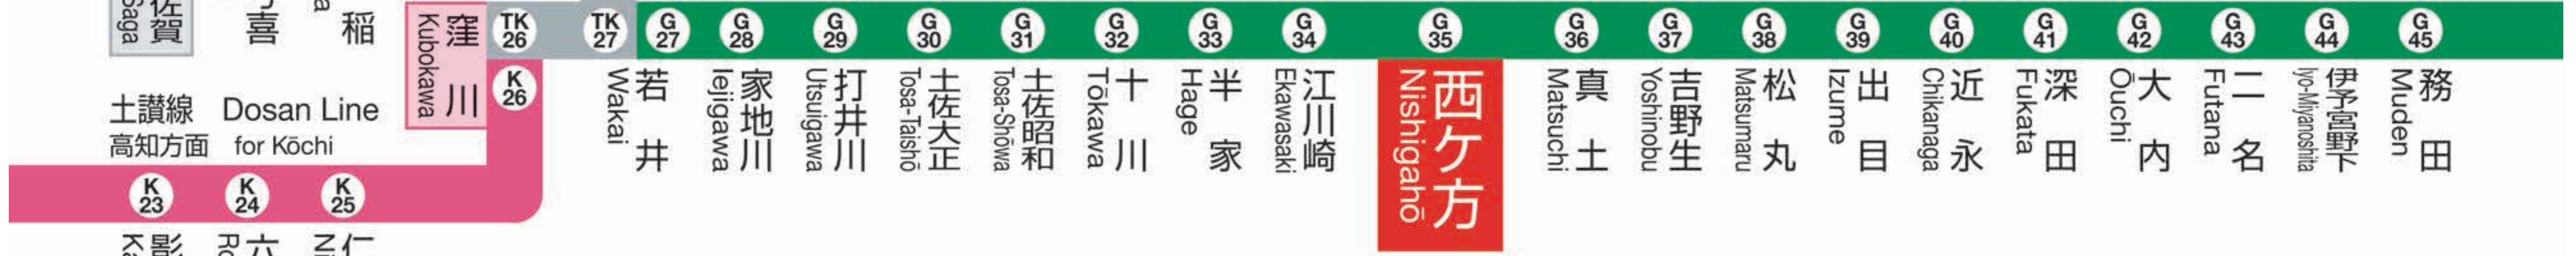 佐賀
Saga
喜
稲
a
窪川
Kubokawa
TK
26
K
26
土讃線 Dosan Line
高知方面 for Kōchi
K
23
K
24
K
25
影
Ka
六
Ro
仁
Ni
TK
27
G
27
若井
Wakai
G
28
家地川
Iejigawa
G
29
打井川
Utsuigawa
G
30
土佐大正
Tosa-Taishō
G
31
土佐昭和
Tosa-Shōwa
G
32
十川
Tōkawa
G
33
半家
Hage
G
34
江川崎
Ekawasaki
G
35
西ケ方
Nishigahō
G
36
真土
Matsuchi
G
37
吉野生
Yoshinobu
G
38
松丸
Matsumaru
G
39
出目
Izume
G
40
近永
Chikanaga
G
41
深田
Fukata
G
42
大内
Ōuchi
G
43
二名
Futana
G
44
伊予宮野下
Iyo-Miyanoshita
G
45
務田
Muden